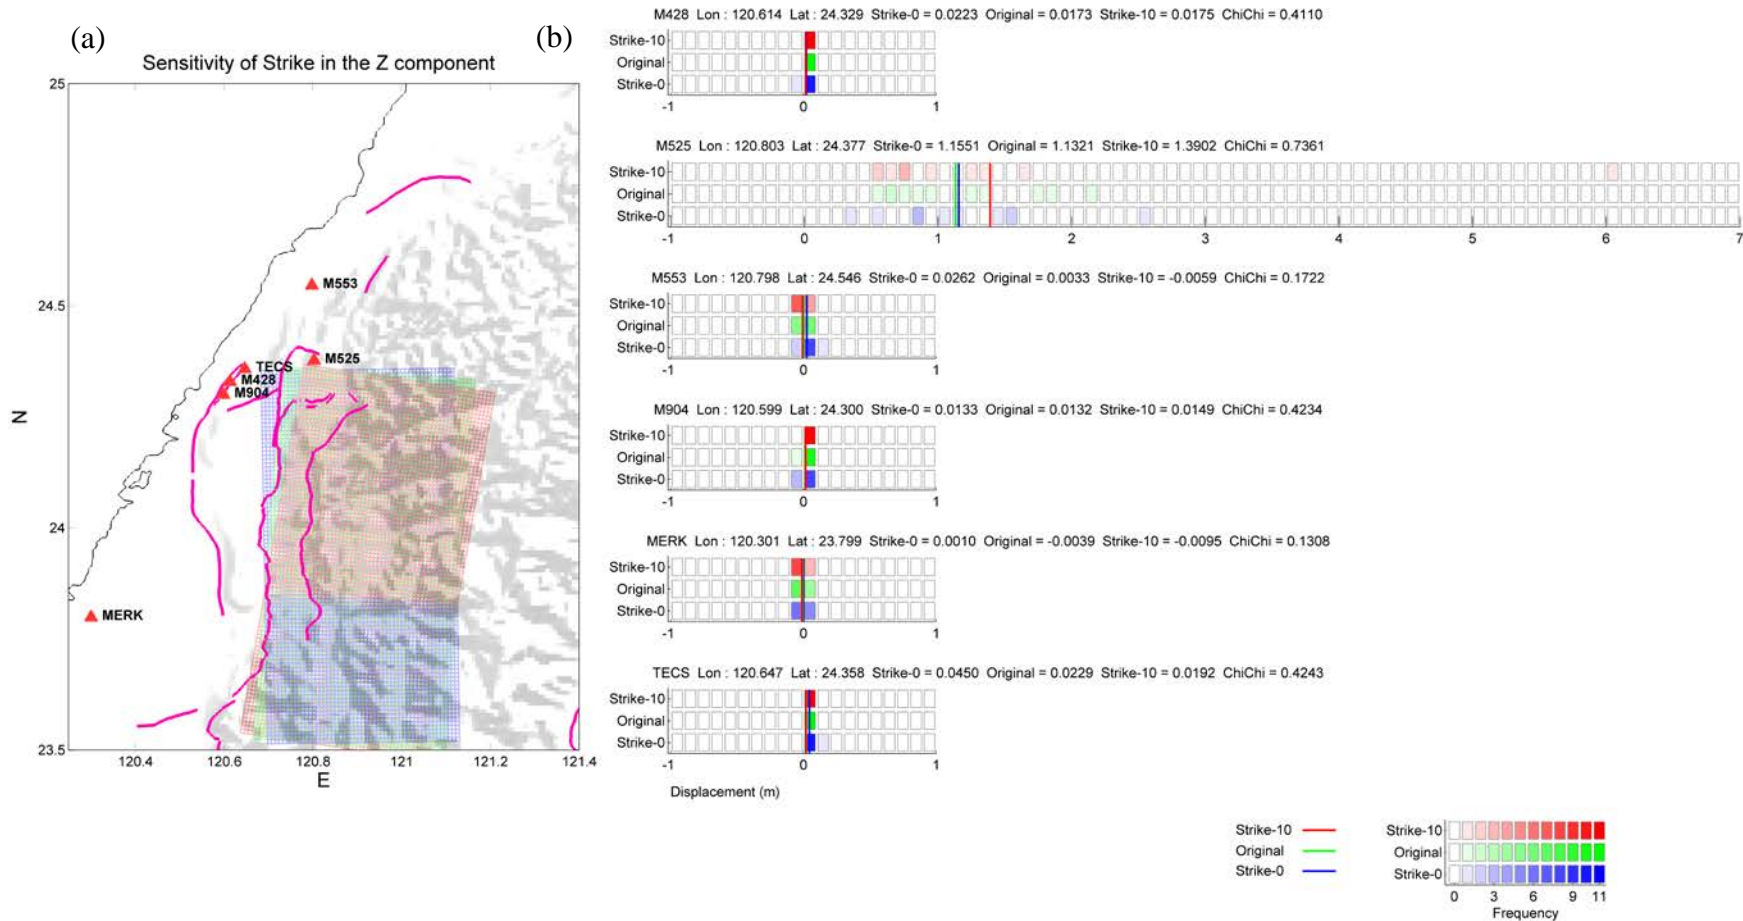 (a)
Sensitivity of Strike in the Z component
25
24.5
24
23.5
N
120.4 120.6 120.8 121 121.2 121.4
E
M553
M525
TECS
M428
M904
MERK
(b)
M428 Lon : 120.614 Lat : 24.329 Strike-0 = 0.0223 Original = 0.0173 Strike-10 = 0.0175 ChiChi = 0.4110
Strike-10
Original
Strike-0
-1 0 1
M525 Lon : 120.803 Lat : 24.377 Strike-0 = 1.1551 Original = 1.1321 Strike-10 = 1.3902 ChiChi = 0.7361
Strike-10
Original
Strike-0
-1 0 1 2 3 4 5 6 7
M553 Lon : 120.798 Lat : 24.546 Strike-0 = 0.0262 Original = 0.0033 Strike-10 = -0.0059 ChiChi = 0.1722
Strike-10
Original
Strike-0
-1 0 1
M904 Lon : 120.599 Lat : 24.300 Strike-0 = 0.0133 Original = 0.0132 Strike-10 = 0.0149 ChiChi = 0.4234
Strike-10
Original
Strike-0
-1 0 1
MERK Lon : 120.301 Lat : 23.799 Strike-0 = 0.0010 Original = -0.0039 Strike-10 = -0.0095 ChiChi = 0.1308
Strike-10
Original
Strike-0
-1 0 1
TECS Lon : 120.647 Lat : 24.358 Strike-0 = 0.0450 Original = 0.0229 Strike-10 = 0.0192 ChiChi = 0.4243
Strike-10
Original
Strike-0
-1 0 1
Displacement (m)
Strike-10
Original
Strike-0
Strike-10
Original
Strike-0
0 3 6 9 11
Frequency